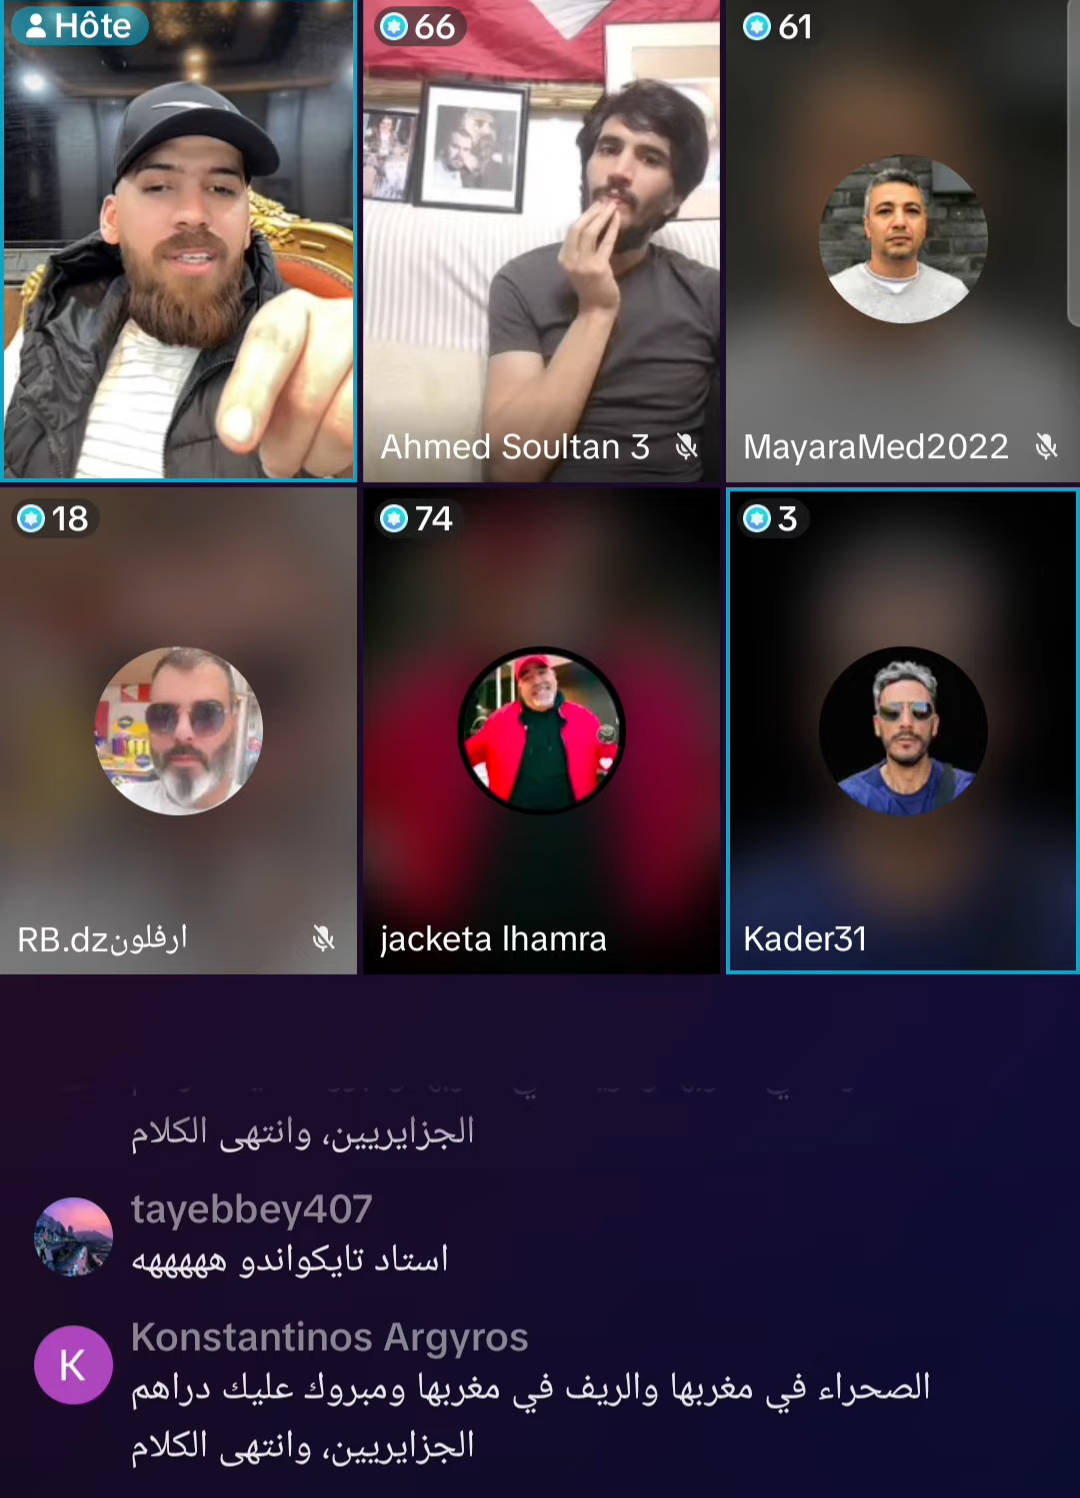 Hôte
66
61
Ahmed Soultan 3
MayaraMed2022
18
74
3
RB.dzارفلون
jacketa lhamra
Kader31
الجزايريين، وانتهى الكلام
tayebbey407
استاد تايكواندو هههههه
K
Konstantinos Argyros
الصحراء في مغربها والريف في مغربها ومبروك عليك دراهم
الجزايريين، وانتهى الكلام